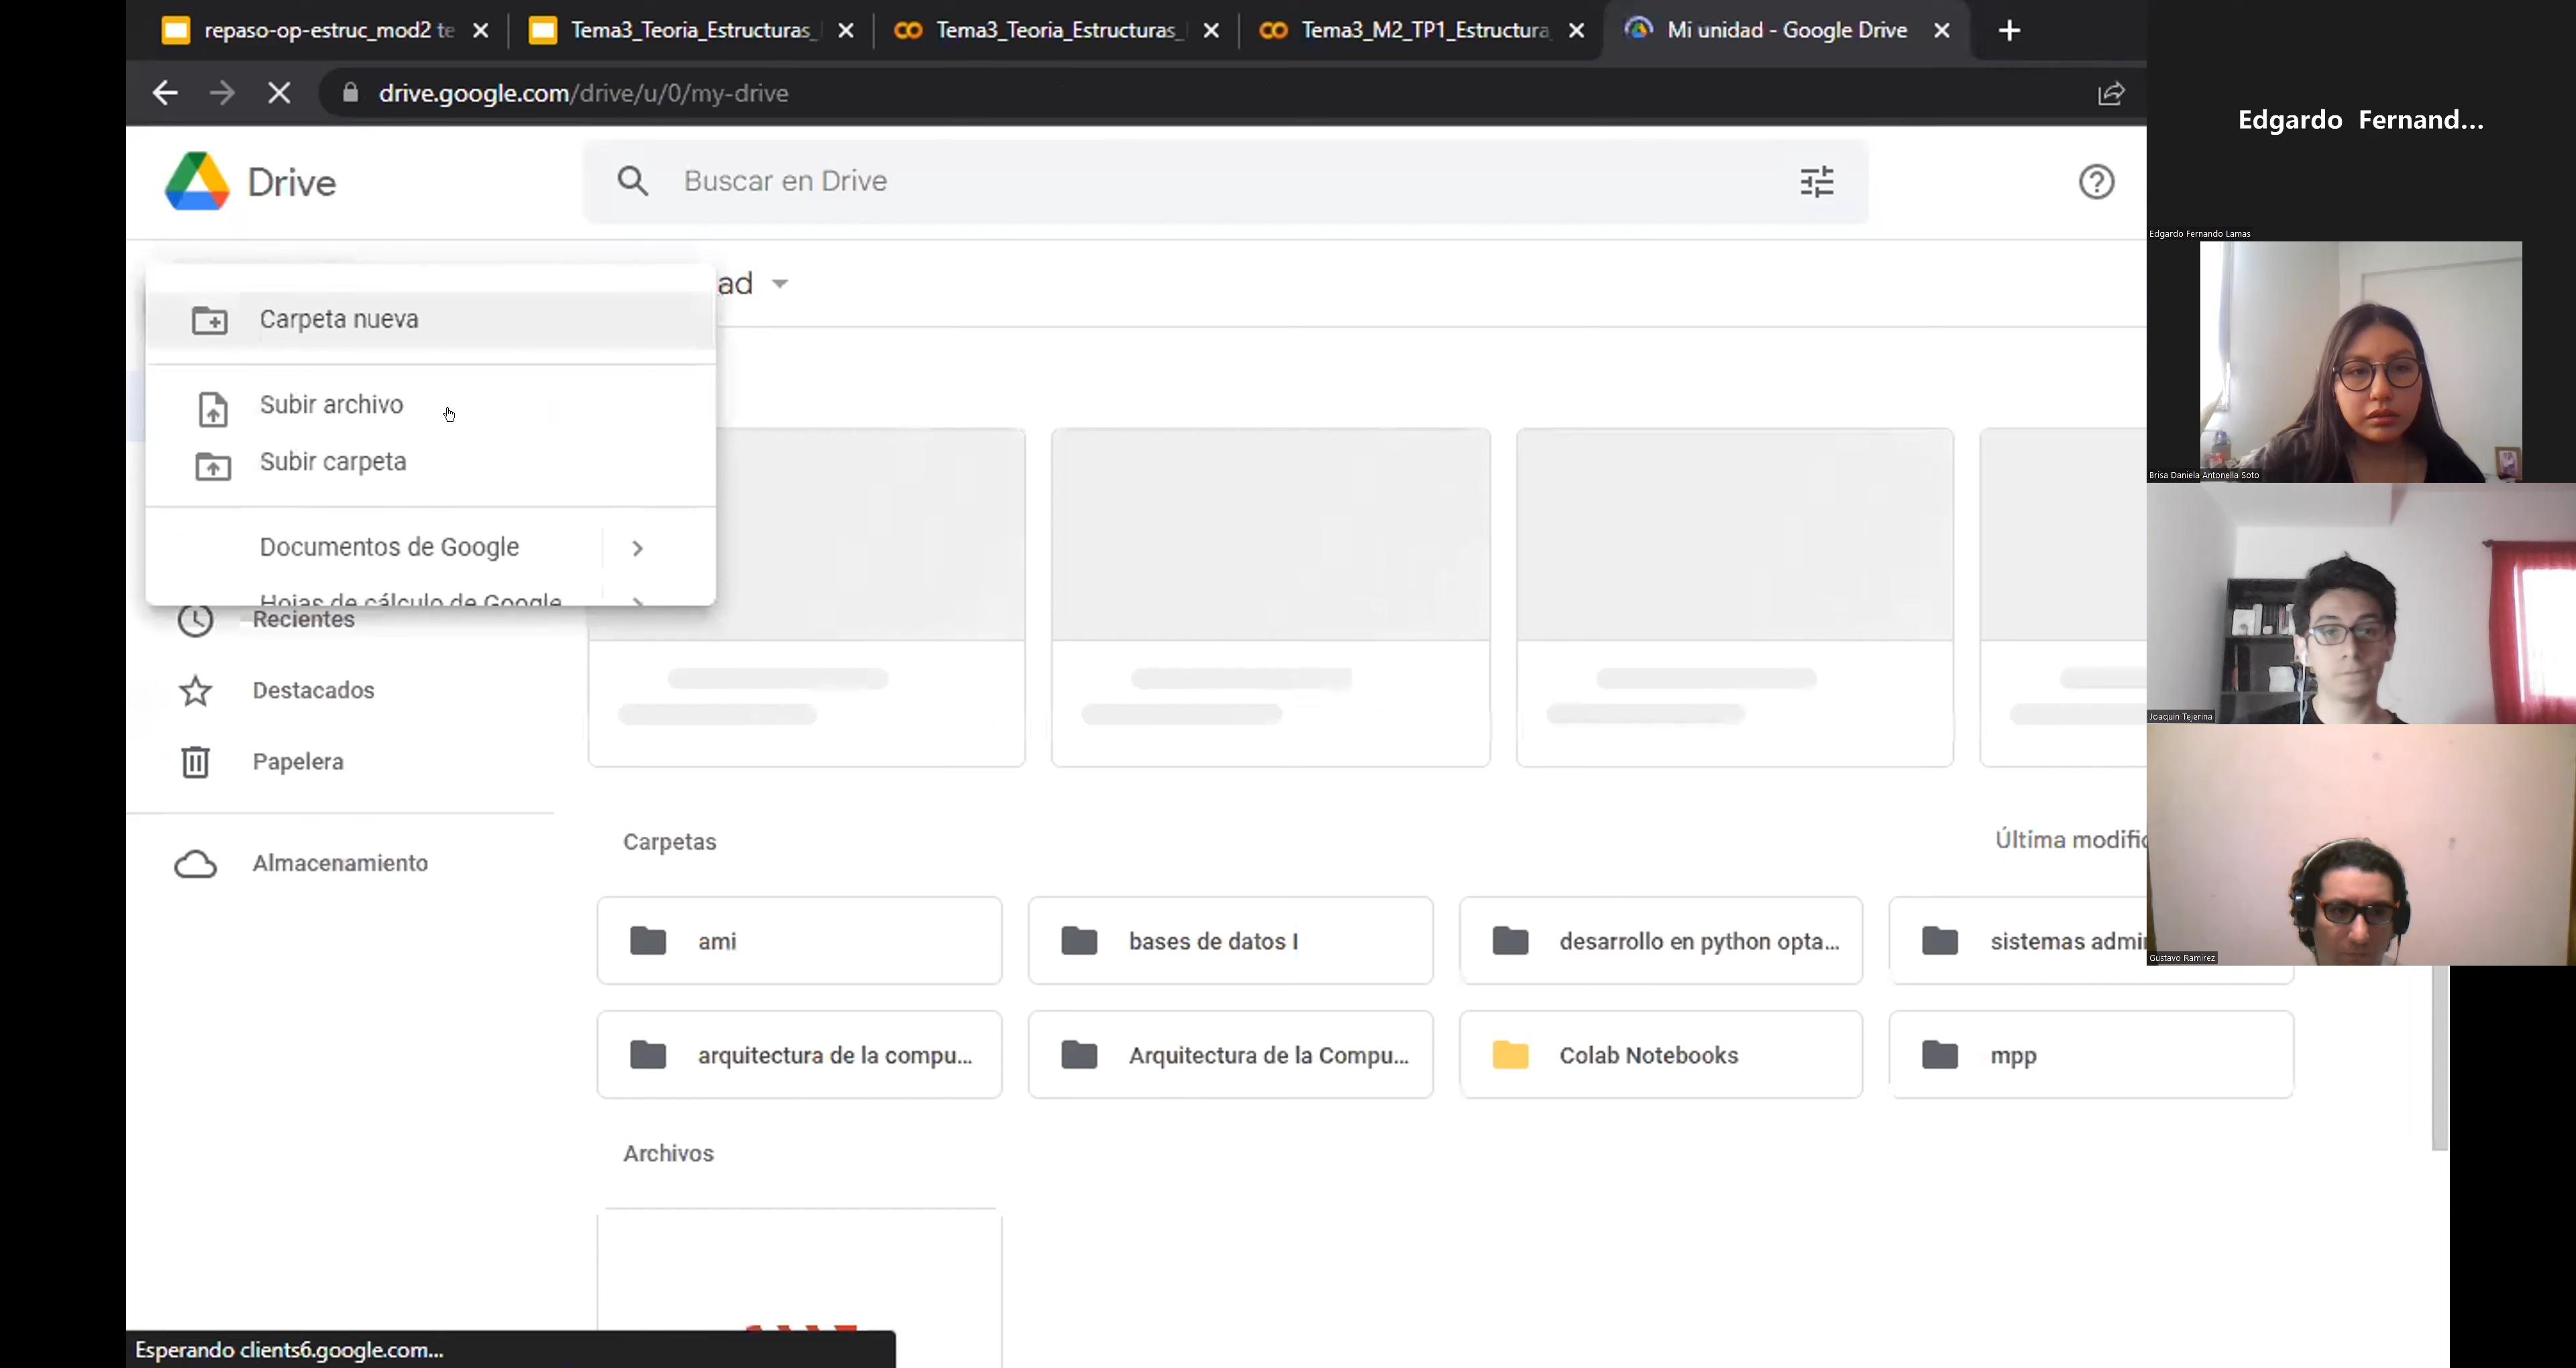 repaso-op-estruc_mod2 te
Tema3_Teoria_Estructuras_
Tema3_Teoria_Estructuras_
Tema3_M2_TP1_Estructura
Mi unidad - Google Drive
drive.google.com/drive/u/0/my-drive
Edgardo Fernand...
Drive
Buscar en Drive
Edgardo Fernando Lamas
ad
Carpeta nueva
Subir archivo
Subir carpeta
Brisa Daniela Antonella Soto
Documentos de Google
Hojas de cálculo de Google
Recientes
Destacados
Joaquín Tejerina
Papelera
Almacenamiento
Carpetas
Última modific
ami
bases de datos I
desarrollo en python opta...
sistemas admi
Gustavo Ramirez
arquitectura de la compu...
Arquitectura de la Compu...
Colab Notebooks
mpp
Archivos
Esperando clients6.google.com...